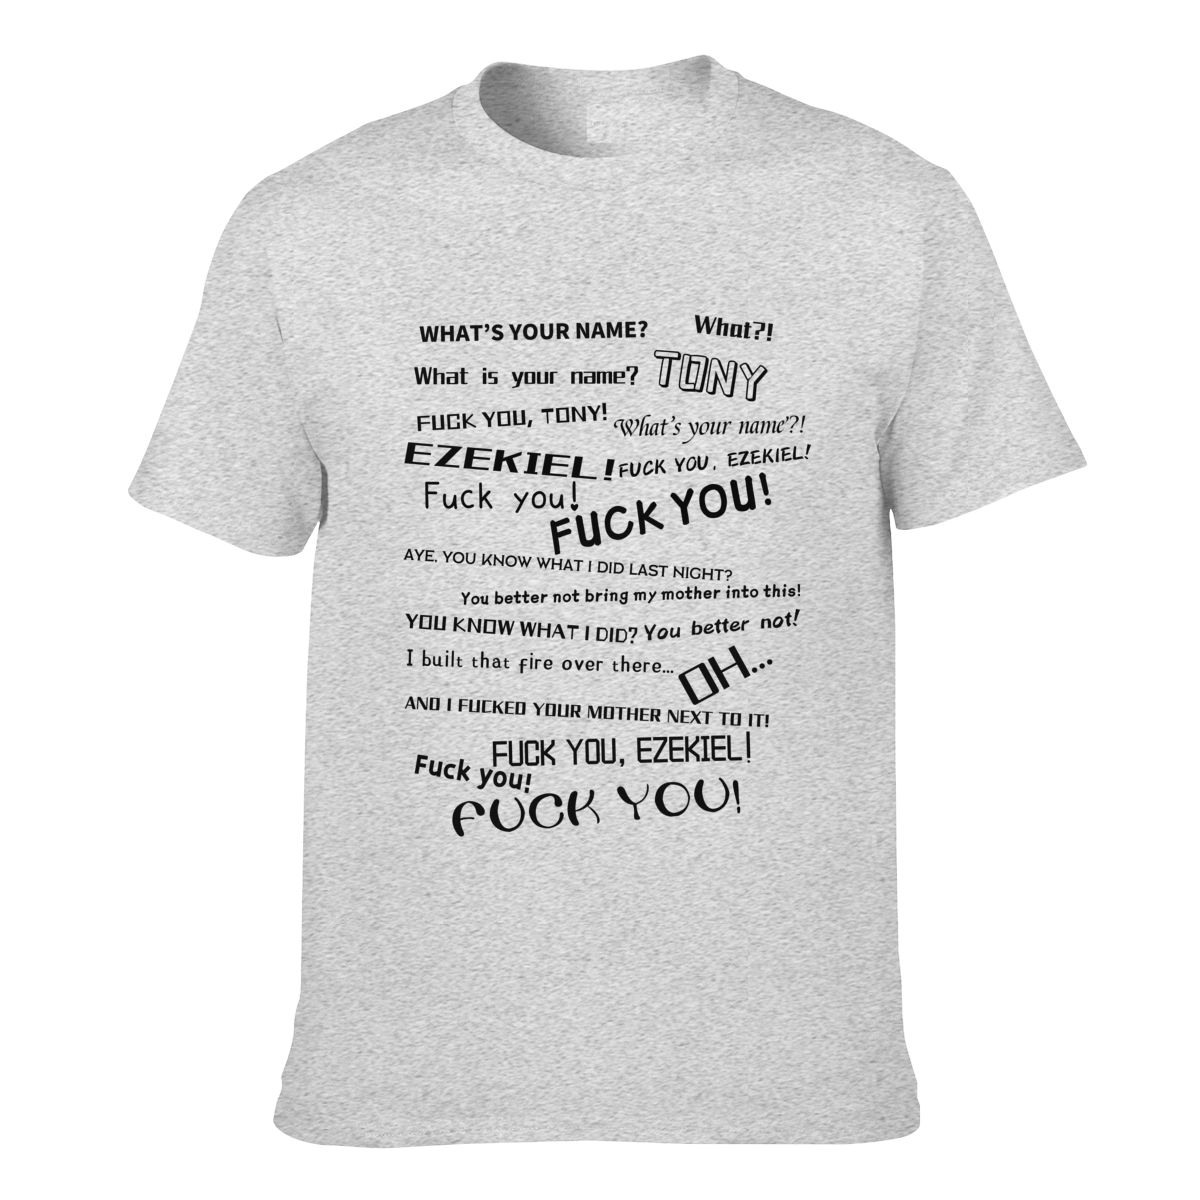 WHAT'S YOUR NAME? What?!
What is your name? TONY
FUCK YOU, TONY! What's your name?!
EZEKIEL! FUCK YOU, EZEKIEL!
Fuck you!
FUCK YOU!
AYE, YOU KNOW WHAT I DID LAST NIGHT?
You better not bring my mother into this!
YOU KNOW WHAT I DID? You better not!
I built that fire over there... OH...
AND I FUCKED YOUR MOTHER NEXT TO IT!
FUCK YOU, EZEKIEL!
Fuck you!
FUCK YOU!